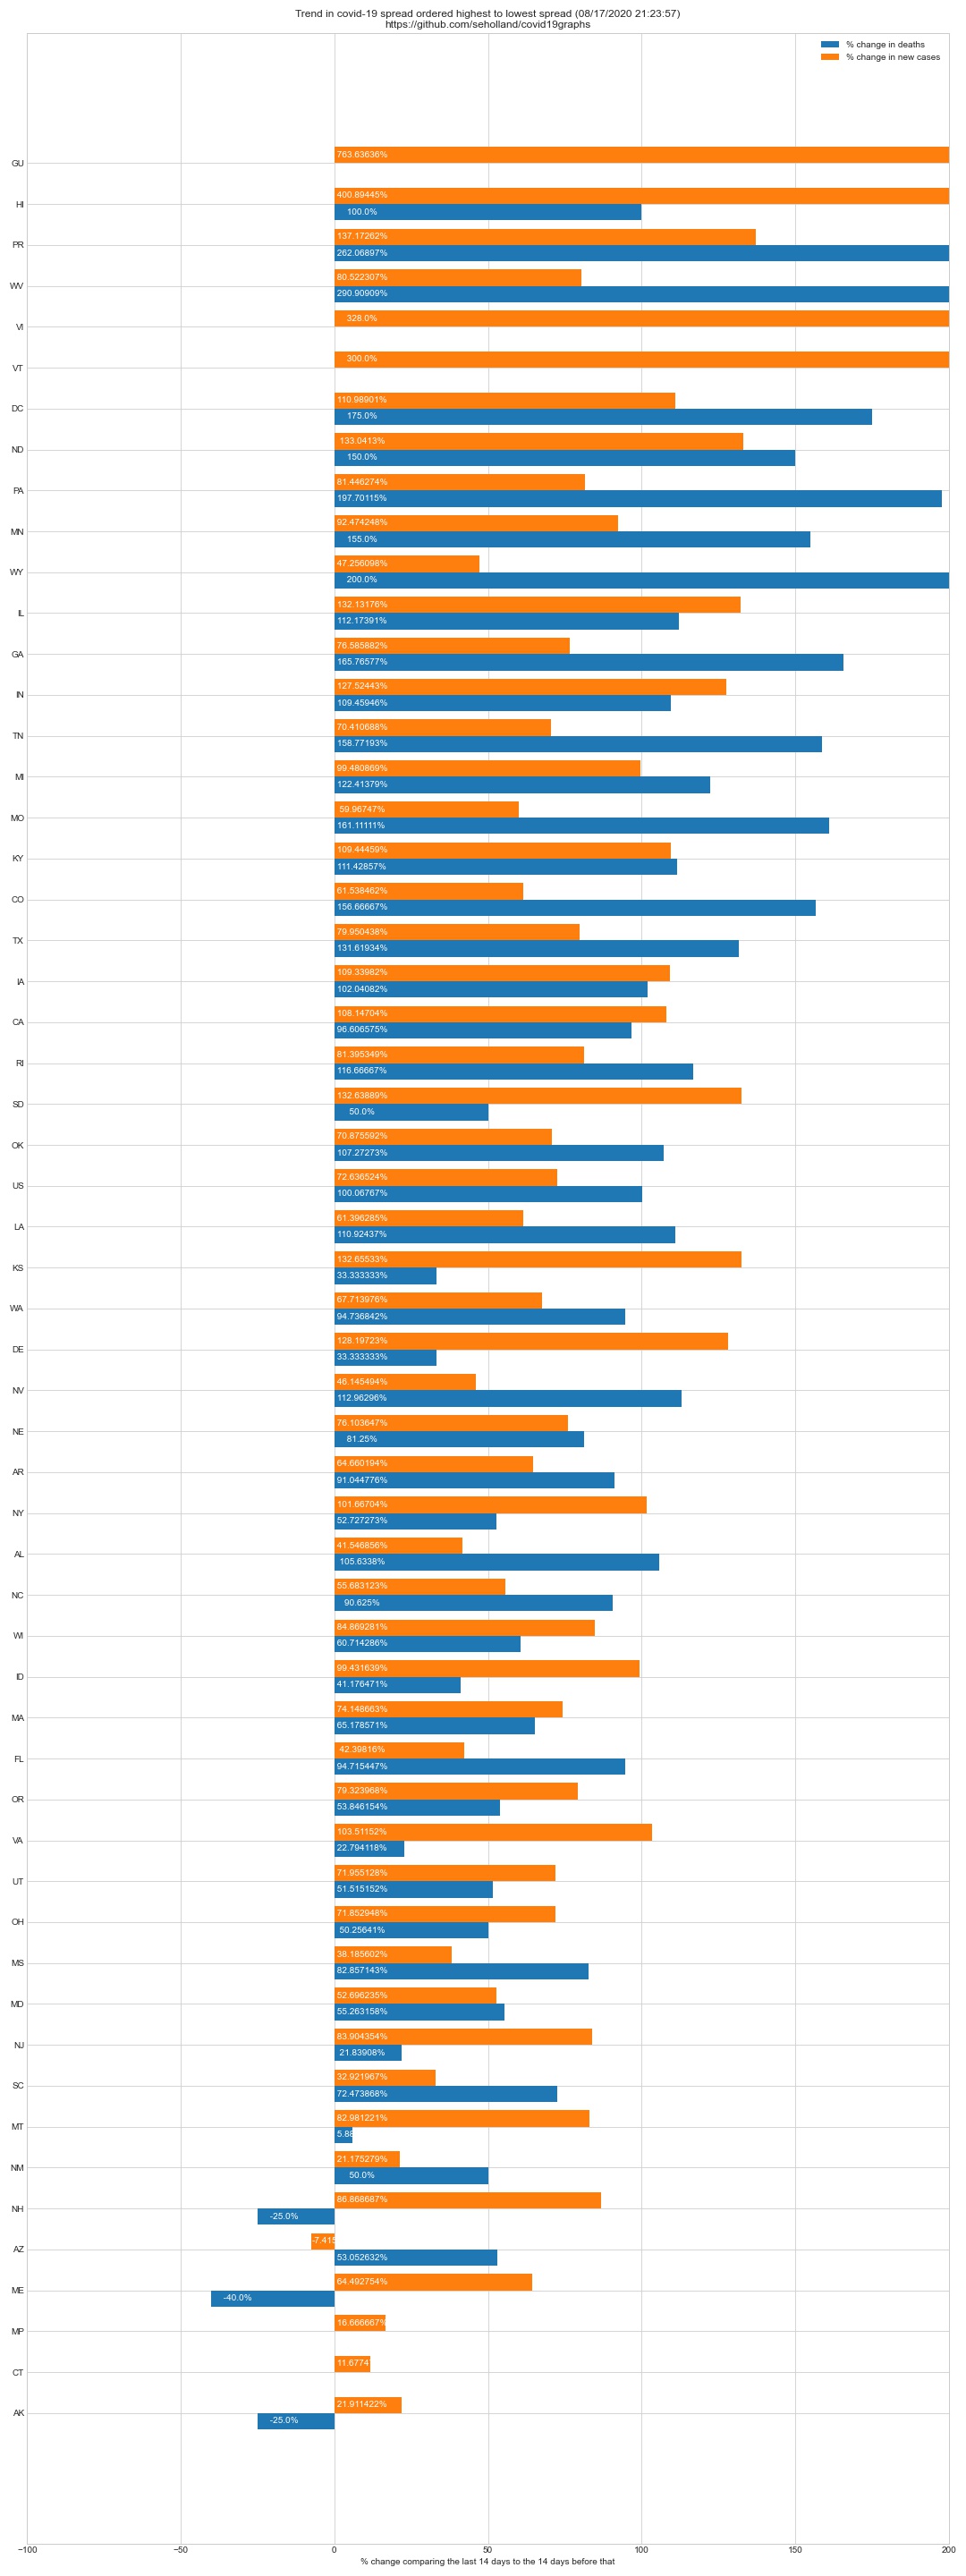 Trend in covid-19 spread ordered highest to lowest spread (08/17/2020 21:23:57)
https://github.com/seholland/covid19graphs
% change in deaths
% change in new cases
GU
763.63636%
HI
400.89445%
100.0%
PR
137.17262%
262.06897%
WV
80.522307%
290.90909%
VI
328.0%
VT
300.0%
DC
110.98901%
175.0%
ND
133.0413%
150.0%
PA
81.446274%
197.70115%
MN
92.474248%
155.0%
WY
47.256098%
200.0%
IL
132.13176%
112.17391%
GA
76.585882%
165.76577%
IN
127.52443%
109.45946%
TN
70.410688%
158.77193%
MI
99.480869%
122.41379%
MO
59.96747%
161.11111%
KY
109.44459%
111.42857%
CO
61.538462%
156.66667%
TX
79.950438%
131.61934%
IA
109.33982%
102.04082%
CA
108.14704%
96.606575%
RI
81.395349%
116.66667%
SD
132.63889%
50.0%
OK
70.875592%
107.27273%
US
72.636524%
100.06767%
LA
61.396285%
110.92437%
KS
132.65533%
33.333333%
WA
67.713976%
94.736842%
DE
128.19723%
33.333333%
NV
46.145494%
112.96296%
NE
76.103647%
81.25%
AR
64.660194%
91.044776%
NY
101.66704%
52.727273%
AL
41.546856%
105.6338%
NC
55.683123%
90.625%
WI
84.869281%
60.714286%
ID
99.431639%
41.176471%
MA
74.148663%
65.178571%
FL
42.39816%
94.715447%
OR
79.323968%
53.846154%
VA
103.51152%
22.794118%
UT
71.955128%
51.515152%
OH
71.852948%
50.25641%
MS
38.185602%
82.857143%
MD
52.696235%
55.263158%
NJ
83.904354%
21.83908%
SC
32.921967%
72.473868%
MT
82.981221%
5.88
NM
21.175279%
50.0%
NH
86.868687%
-25.0%
AZ
-7.415
53.052632%
ME
64.492754%
-40.0%
MP
16.666667%
CT
11.6774
AK
21.911422%
-25.0%
−100 −50 0 50 100 150 200
% change comparing the last 14 days to the 14 days before that